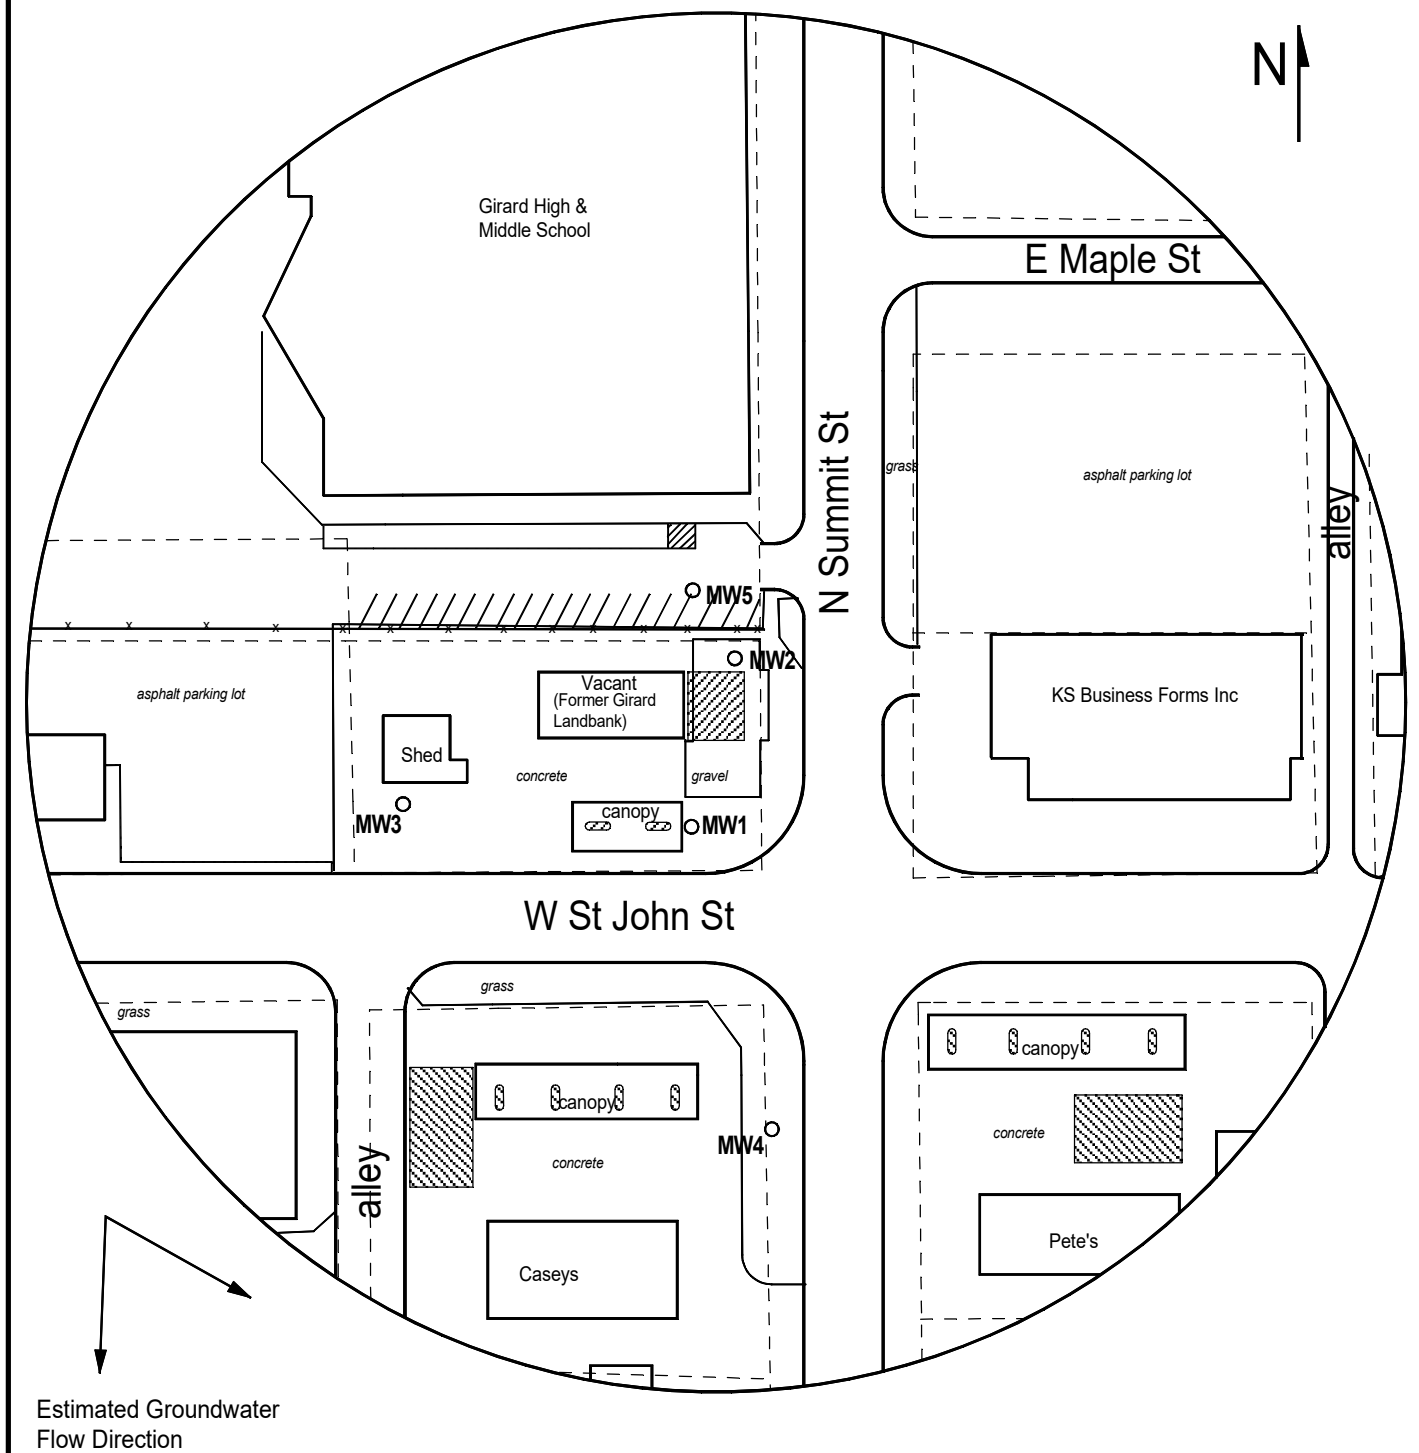 N
Girard High &
Middle School
E Maple St
N Summit St
grass
asphalt parking lot
alley
MW5
x x x x x x x x x x x x x x
MW2
asphalt parking lot
Vacant
(Former Girard
Landbank)
KS Business Forms Inc
Shed
concrete
gravel
MW3
canopy
MW1
W St John St
grass
grass
canopy
canopy
concrete
MW4
concrete
alley
Caseys
Pete's
Estimated Groundwater
Flow Direction